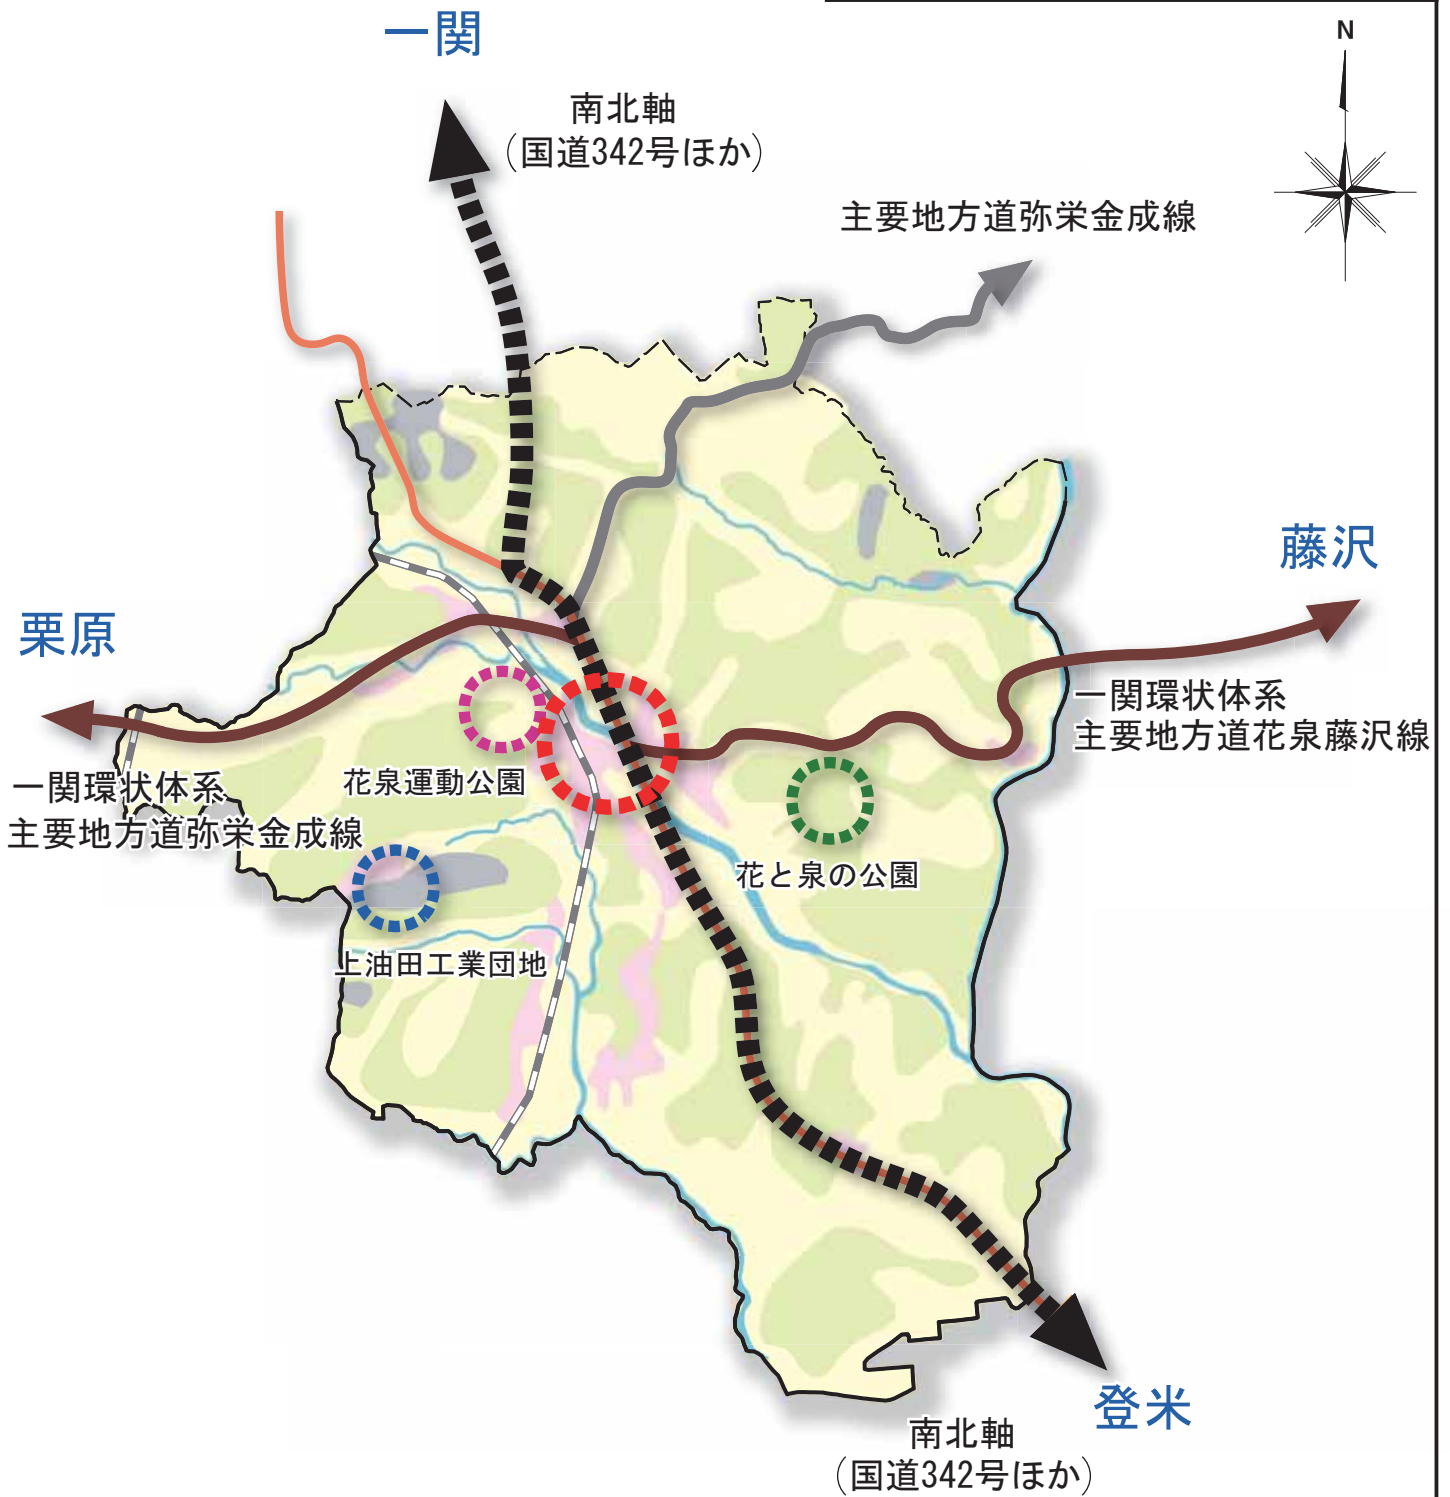 一関
N
南北軸
（国道342号ほか）
主要地方道弥栄金成線
藤沢
栗原
一関環状体系
主要地方道花泉藤沢線
花泉運動公園
一関環状体系
主要地方道弥栄金成線
花と泉の公園
上油田工業団地
登米
南北軸
（国道342号ほか）